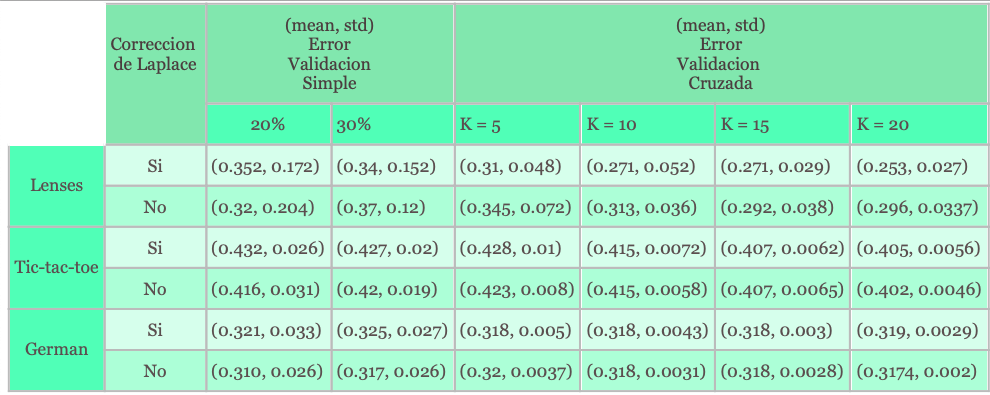 Correccion de Laplace (mean, std) Error Validacion Simple (mean, std) Error Validacion Cruzada
20% 30% K = 5 K = 10 K = 15 K = 20
Lenses Si (0.352, 0.172) (0.34, 0.152) (0.31, 0.048) (0.271, 0.052) (0.271, 0.029) (0.253, 0.027)
No (0.32, 0.204) (0.37, 0.12) (0.345, 0.072) (0.313, 0.036) (0.292, 0.038) (0.296, 0.0337)
Tic-tac-toe Si (0.432, 0.026) (0.427, 0.02) (0.428, 0.01) (0.415, 0.0072) (0.407, 0.0062) (0.405, 0.0056)
No (0.416, 0.031) (0.42, 0.019) (0.423, 0.008) (0.415, 0.0058) (0.407, 0.0065) (0.402, 0.0046)
German Si (0.321, 0.033) (0.325, 0.027) (0.318, 0.005) (0.318, 0.0043) (0.318, 0.003) (0.319, 0.0029)
No (0.310, 0.026) (0.317, 0.026) (0.32, 0.0037) (0.318, 0.0031) (0.318, 0.0028) (0.3174, 0.002)